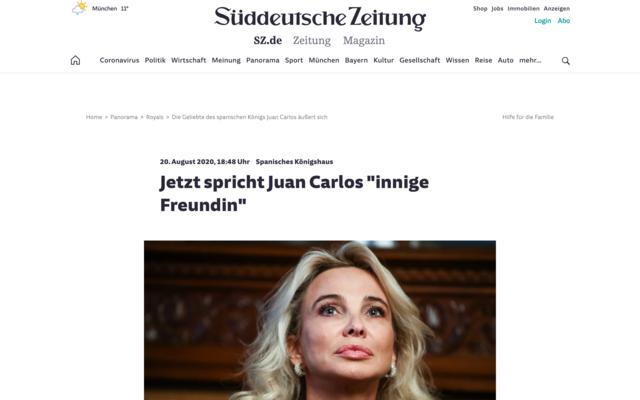 München 11°
Süddeutsche Zeitung
Shop Jobs Immobilien Anzeigen
Login Abo
SZ.de Zeitung Magazin
Coronavirus Politik Wirtschaft Meinung Panorama Sport München Bayern Kultur Gesellschaft Wissen Reise Auto mehr...
Home > Panorama > Royals > Die Geliebte des spanischen Königs Juan Carlos äußert sich
Hilfe für die Familie
20. August 2020, 18:48 Uhr Spanisches Königshaus
Jetzt spricht Juan Carlos "innige
Freundin"